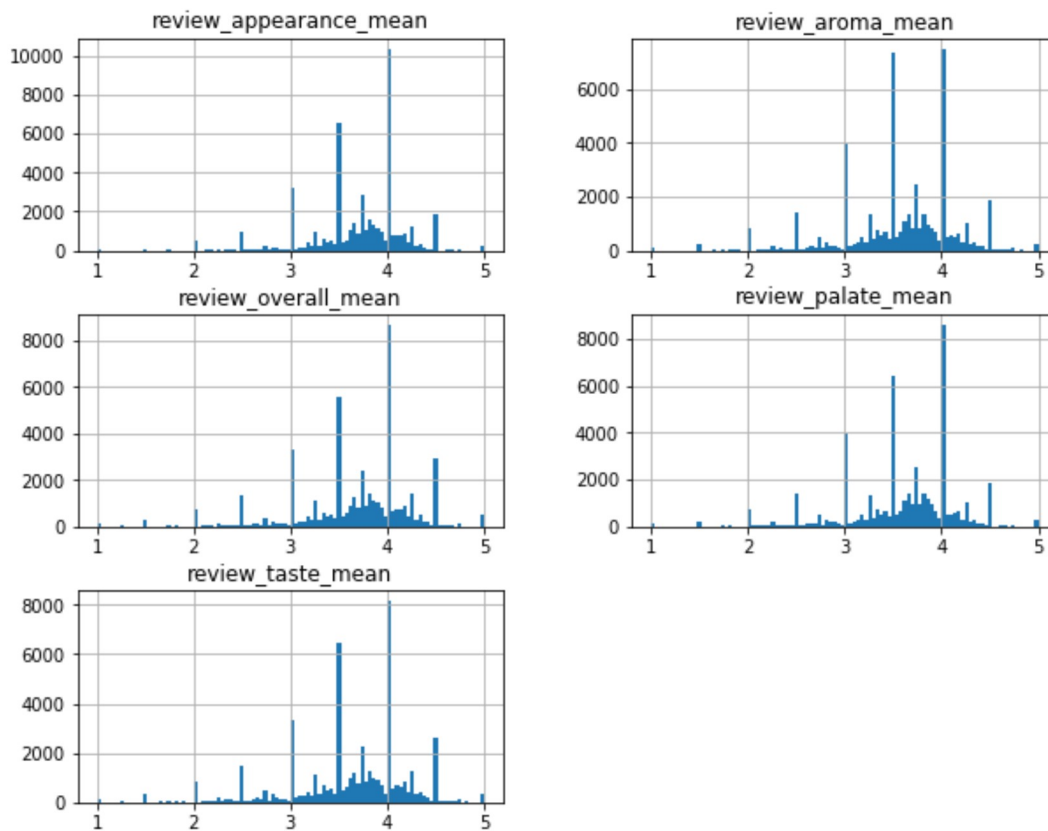 review_appearance_mean
10000
8000
6000
4000
2000
0
1 2 3 4 5
review_aroma_mean
6000
4000
2000
0
1 2 3 4 5
review_overall_mean
8000
6000
4000
2000
0
1 2 3 4 5
review_palate_mean
8000
6000
4000
2000
0
1 2 3 4 5
review_taste_mean
8000
6000
4000
2000
0
1 2 3 4 5